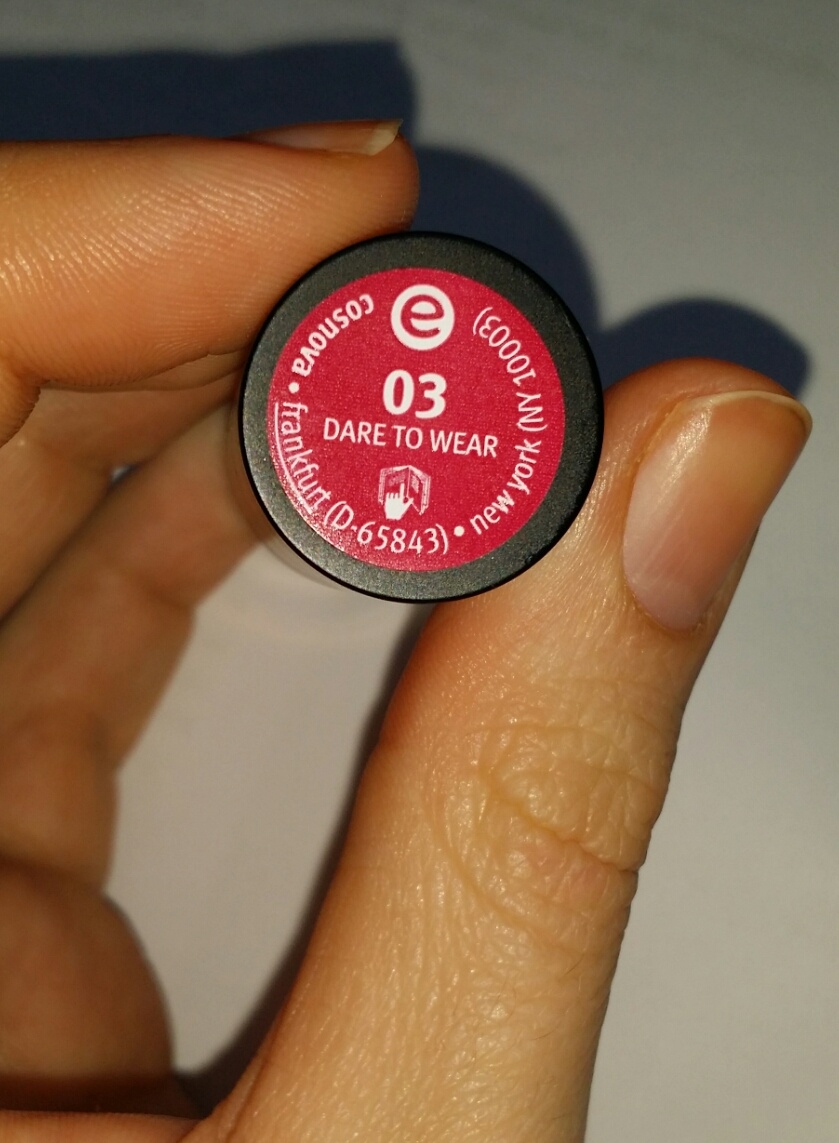 e
03
DARE TO WEAR
cosnova • frankfurt (D-65843) • new york (NY 10003)